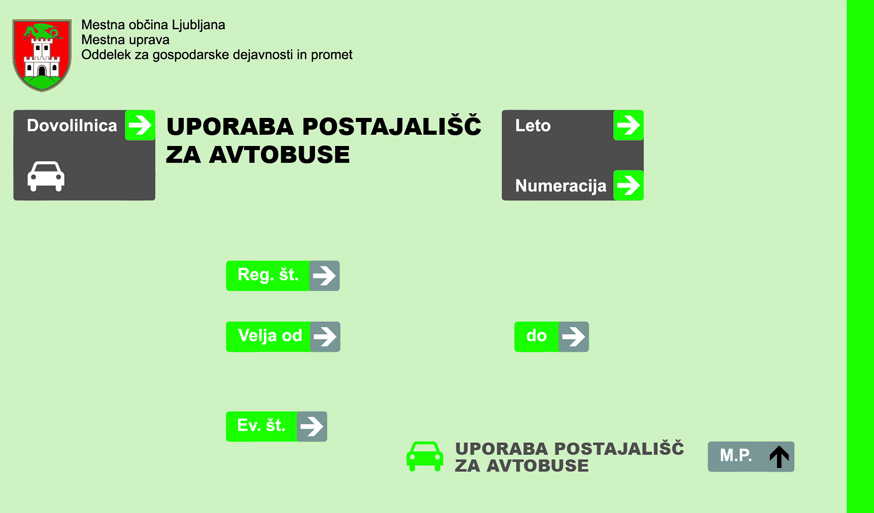 Mestna občina Ljubljana
Mestna uprava
Oddelek za gospodarske dejavnosti in promet
Dovolilnica
UPORABA POSTAJALIŠČ
ZA AVTOBUSE
Leto
Numeracija
Reg. št.
Velja od
do
Ev. št.
UPORABA POSTAJALIŠČ
ZA AVTOBUSE
M.P.